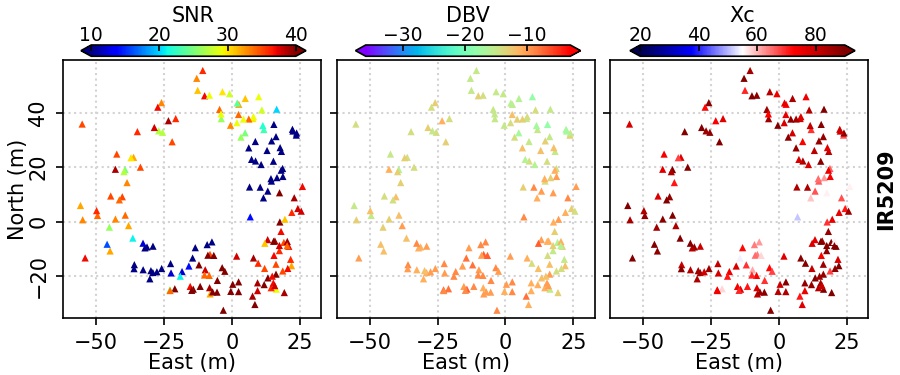 SNR DBV Xc
10 20 30 40 −30 −20 −10 20 40 60 80
North (m)
40
20
0
−20
−50 −25 0 25 −50 −25 0 25 −50 −25 0 25
East (m) East (m) East (m)
IR5209